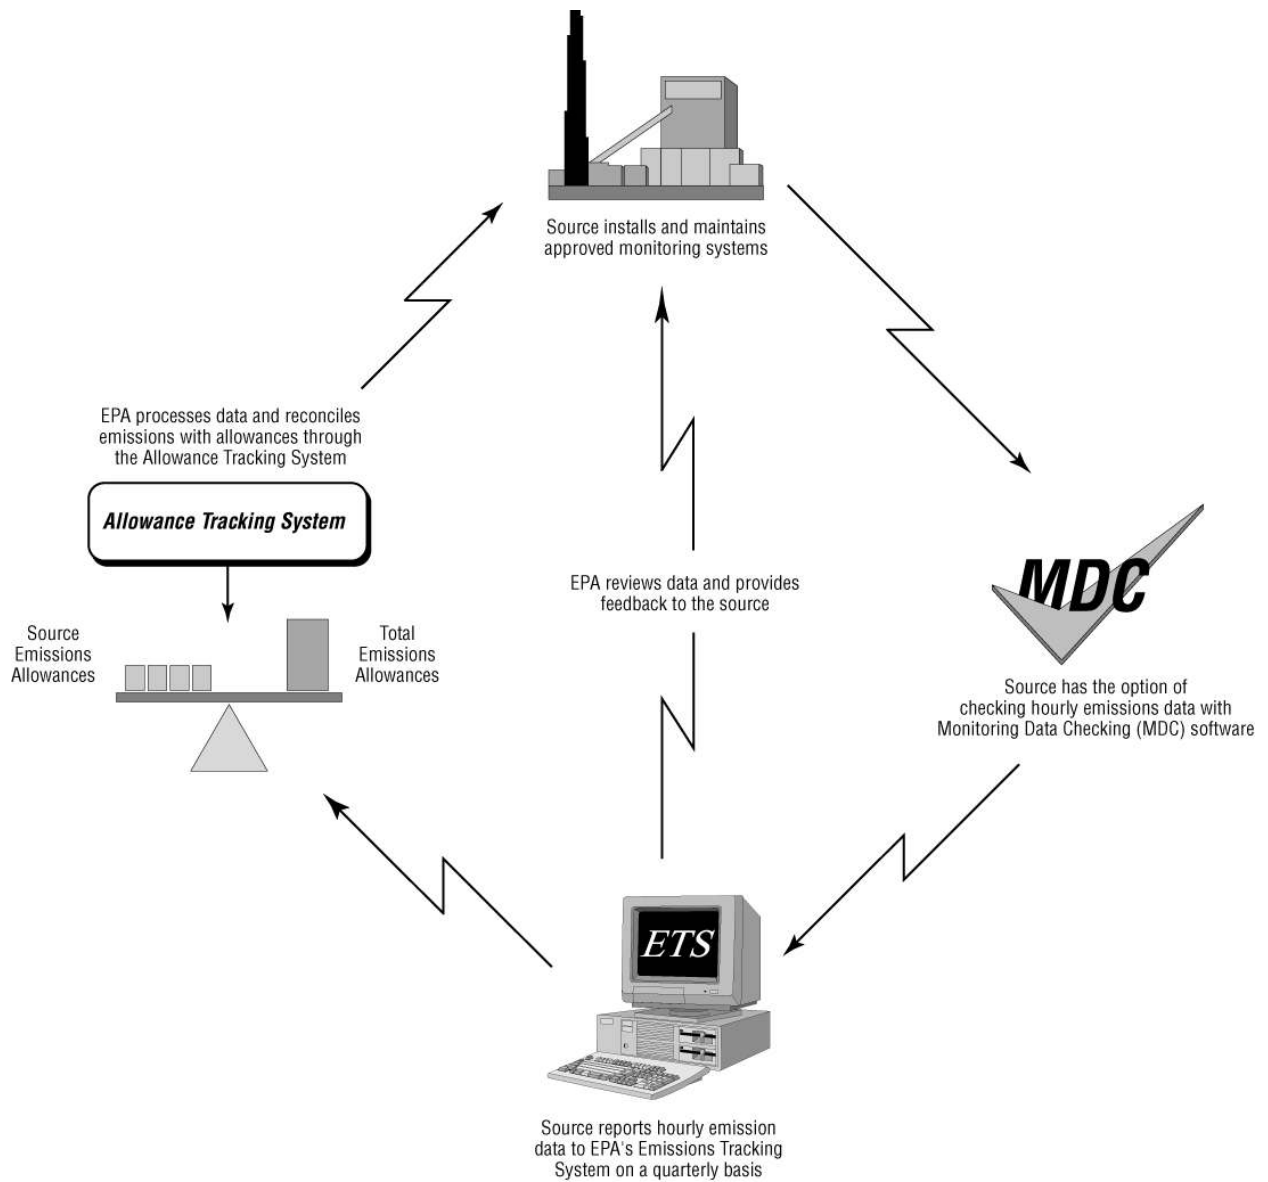 Source installs and maintains
approved monitoring systems
EPA processes data and reconciles
emissions with allowances through
the Allowance Tracking System
Allowance Tracking System
Source
Emissions
Allowances
Total
Emissions
Allowances
EPA reviews data and provides
feedback to the source
MDC
Source has the option of
checking hourly emissions data with
Monitoring Data Checking (MDC) software
ETS
Source reports hourly emission
data to EPA's Emissions Tracking
System on a quarterly basis